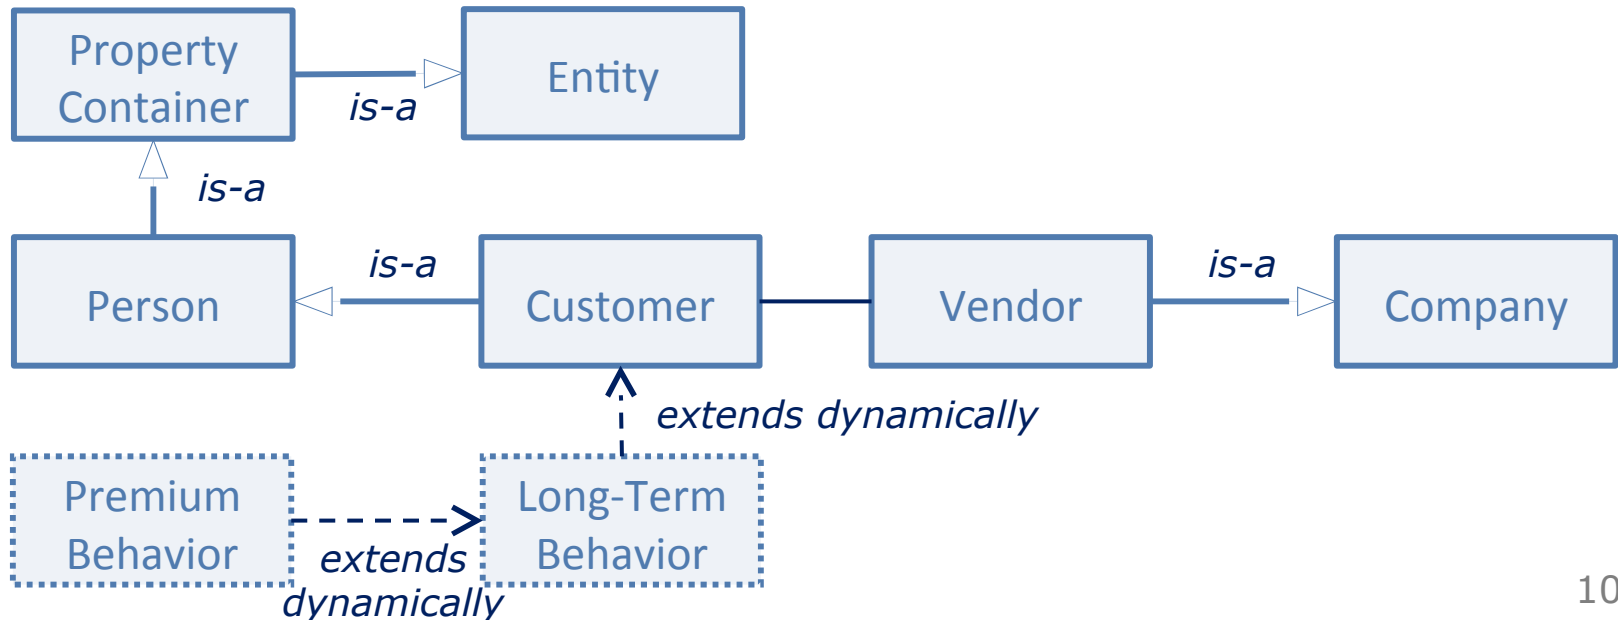 Property
Container
is-a
Entity
is-a
Person
is-a
Customer
Vendor
is-a
Company
extends dynamically
Premium
Behavior
extends
dynamically
Long-Term
Behavior
10